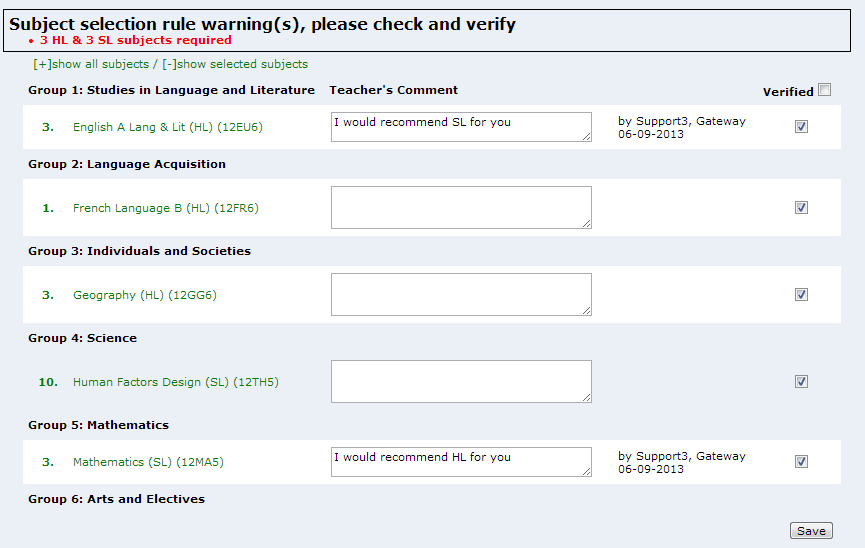 Subject selection rule warning(s), please check and verify
• 3 HL & 3 SL subjects required
[+]show all subjects / [-]show selected subjects
Group 1: Studies in Language and Literature Teacher's Comment Verified
3. English A Lang & Lit (HL) (12EU6) I would recommend SL for you by Support3, Gateway
06-09-2013
Group 2: Language Acquisition
1. French Language B (HL) (12FR6)
Group 3: Individuals and Societies
3. Geography (HL) (12GG6)
Group 4: Science
10. Human Factors Design (SL) (12TH5)
Group 5: Mathematics
3. Mathematics (SL) (12MA5) I would recommend HL for you by Support3, Gateway
06-09-2013
Group 6: Arts and Electives
Save